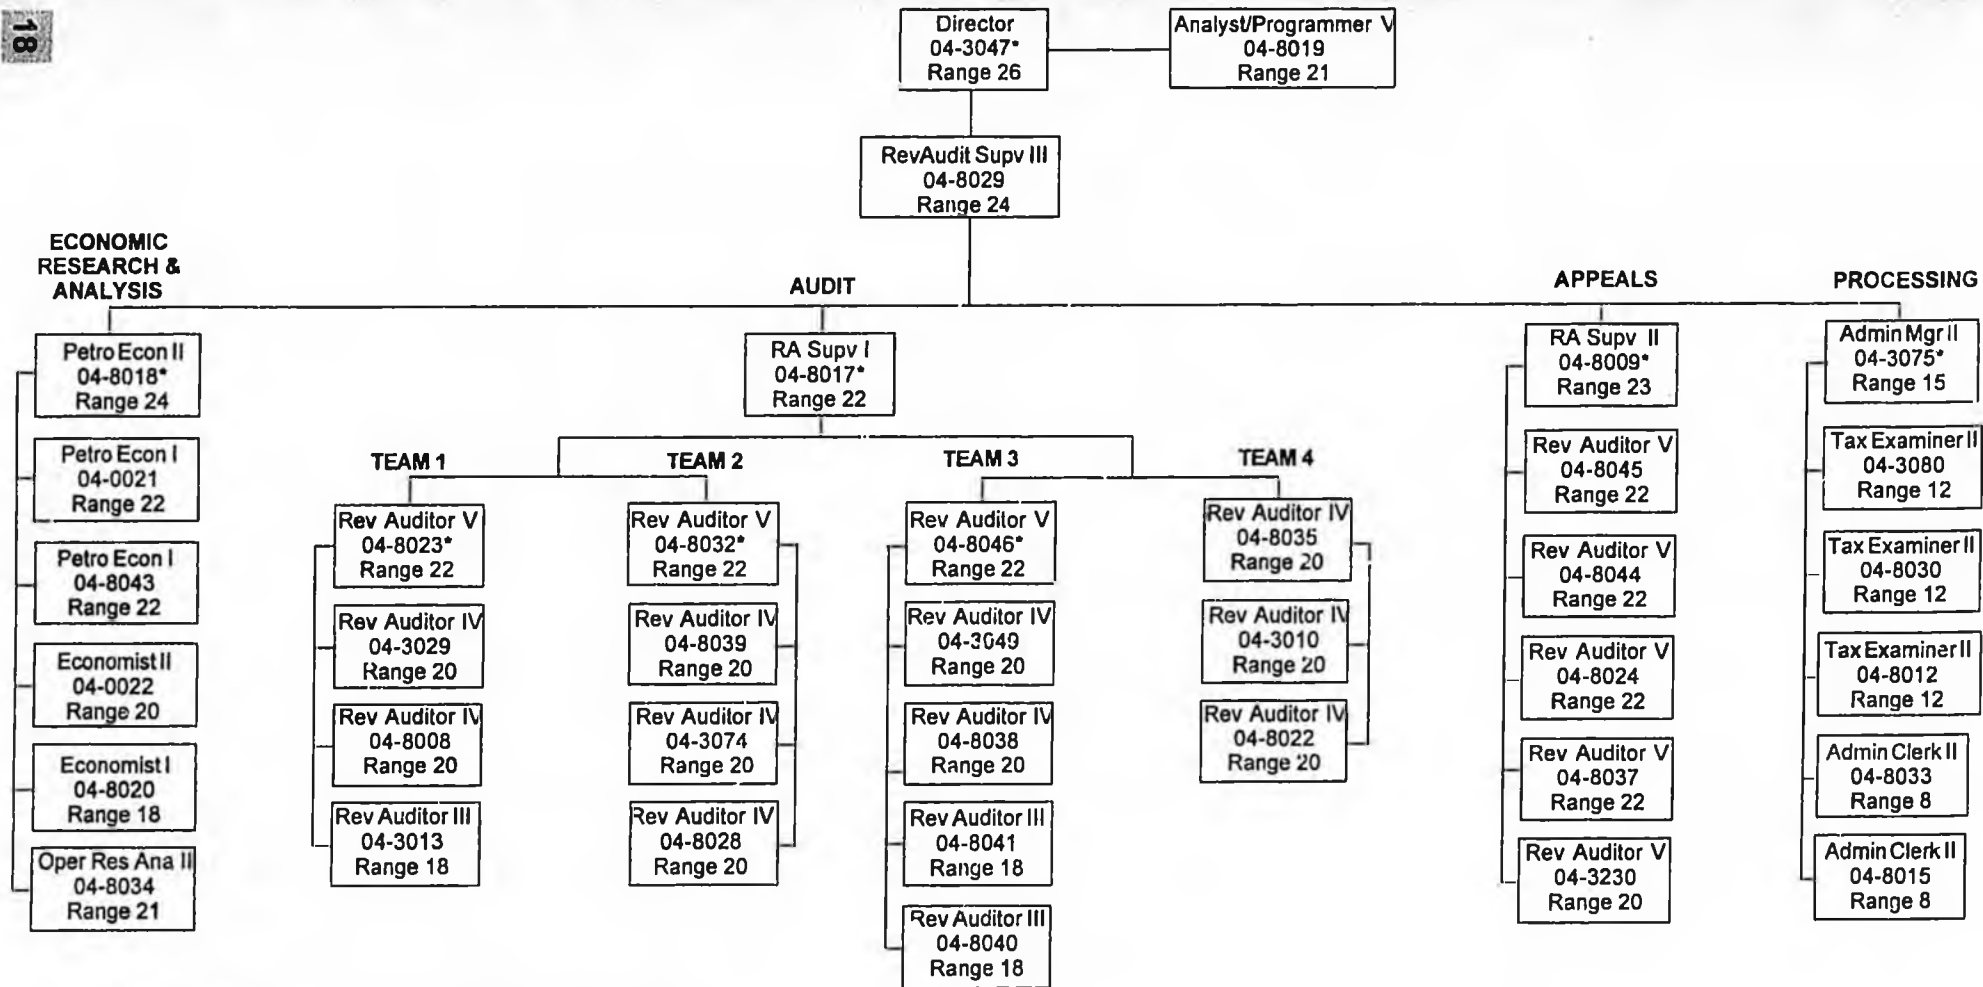 18
Director
04-3047*
Range 26
Analyst/Programmer V
04-8019
Range 21
RevAudit Supv III
04-8029
Range 24
ECONOMIC
RESEARCH &
ANALYSIS
Petro Econ II
04-8018*
Range 24
Petro Econ I
04-0021
Range 22
Petro Econ I
04-8043
Range 22
Economist II
04-0022
Range 20
Economist I
04-8020
Range 18
Oper Res Ana II
04-8034
Range 21
AUDIT
RA Supv I
04-8017*
Range 22
TEAM 1
Rev Auditor V
04-8023*
Range 22
Rev Auditor IV
04-3029
Range 20
Rev Auditor IV
04-8008
Range 20
Rev Auditor III
04-3013
Range 18
TEAM 2
Rev Auditor V
04-8032*
Range 22
Rev Auditor IV
04-8039
Range 20
Rev Auditor IV
04-3074
Range 20
Rev Auditor IV
04-8028
Range 20
TEAM 3
Rev Auditor V
04-8046*
Range 22
Rev Auditor IV
04-3049
Range 20
Rev Auditor IV
04-8038
Range 20
Rev Auditor III
04-8041
Range 18
Rev Auditor III
04-8040
Range 18
TEAM 4
Rev Auditor IV
04-8035
Range 20
Rev Auditor IV
04-3010
Range 20
Rev Auditor IV
04-8022
Range 20
APPEALS
RA Supv II
04-8009*
Range 23
Rev Auditor V
04-8045
Range 22
Rev Auditor V
04-8044
Range 22
Rev Auditor V
04-8024
Range 22
Rev Auditor V
04-8037
Range 22
Rev Auditor V
04-3230
Range 20
PROCESSING
Admin Mgr II
04-3075*
Range 15
Tax Examiner II
04-3080
Range 12
Tax Examiner II
04-8030
Range 12
Tax Examiner II
04-8012
Range 12
Admin Clerk II
04-8033
Range 8
Admin Clerk II
04-8015
Range 8